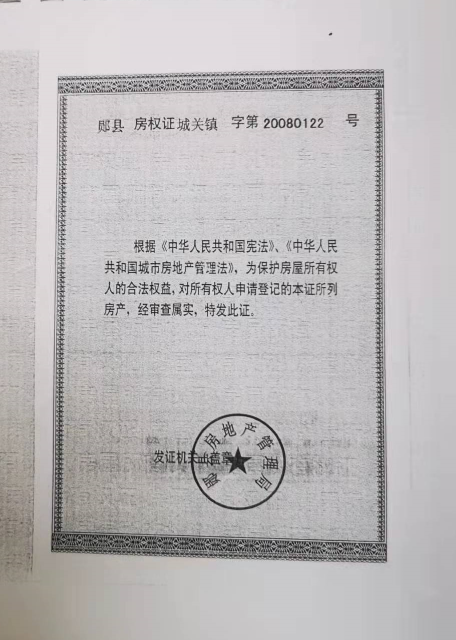 郧县 房权证 城关镇 字第 20080122 号
根据《中华人民共和国宪法》、《中华人民
共和国城市房地产管理法》，为保护房屋所有权
人的合法权益，对所有权人申请登记的本证所列
房产，经审查属实，特发此证。
发证机关（盖章）
房地产管理局